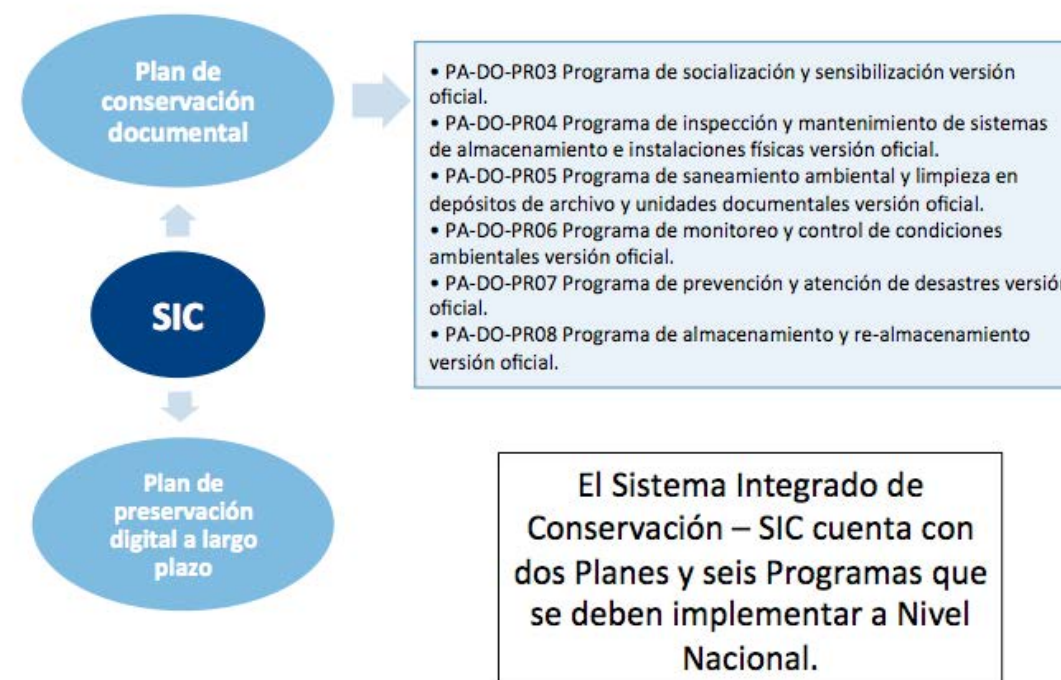 Plan de
conservación
documental
• PA-DO-PR03 Programa de socialización y sensibilización versión
oficial.
• PA-DO-PR04 Programa de inspección y mantenimiento de sistemas
de almacenamiento e instalaciones físicas versión oficial.
• PA-DO-PR05 Programa de saneamiento ambiental y limpieza en
depósitos de archivo y unidades documentales versión oficial.
• PA-DO-PR06 Programa de monitoreo y control de condiciones
ambientales versión oficial.
• PA-DO-PR07 Programa de prevención y atención de desastres versión
oficial.
• PA-DO-PR08 Programa de almacenamiento y re-almacenamiento
versión oficial.
SIC
Plan de
preservación
digital a largo
plazo
El Sistema Integrado de
Conservación – SIC cuenta con
dos Planes y seis Programas que
se deben implementar a Nivel
Nacional.